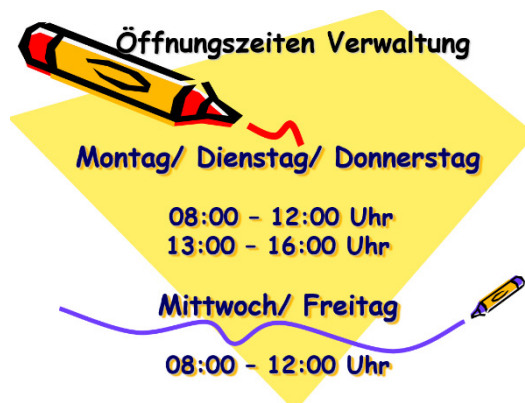 Öffnungszeiten Verwaltung
Montag/ Dienstag/ Donnerstag
08:00 - 12:00 Uhr
13:00 - 16:00 Uhr
Mittwoch/ Freitag
08:00 - 12:00 Uhr